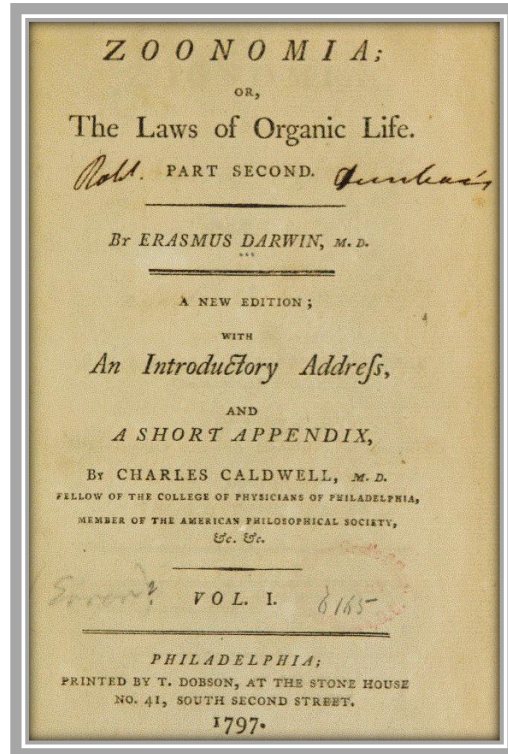 ZOONOMIA;
OR,
The Laws of Organic Life.
Robt. PART SECOND.
By ERASMUS DARWIN, M. D.
A NEW EDITION;
WITH
An Introductory Addreſs,
AND
A SHORT APPENDIX,
By CHARLES CALDWELL, M. D.
FELLOW OF THE COLLEGE OF PHYSICIANS OF PHILADELPHIA,
MEMBER OF THE AMERICAN PHILOSOPHICAL SOCIETY,
&c. &c.
Error?
VOL. I. 6165
PHILADELPHIA;
PRINTED BY T. DOBSON, AT THE STONE HOUSE
NO. 41, SOUTH SECOND STREET.
1797.